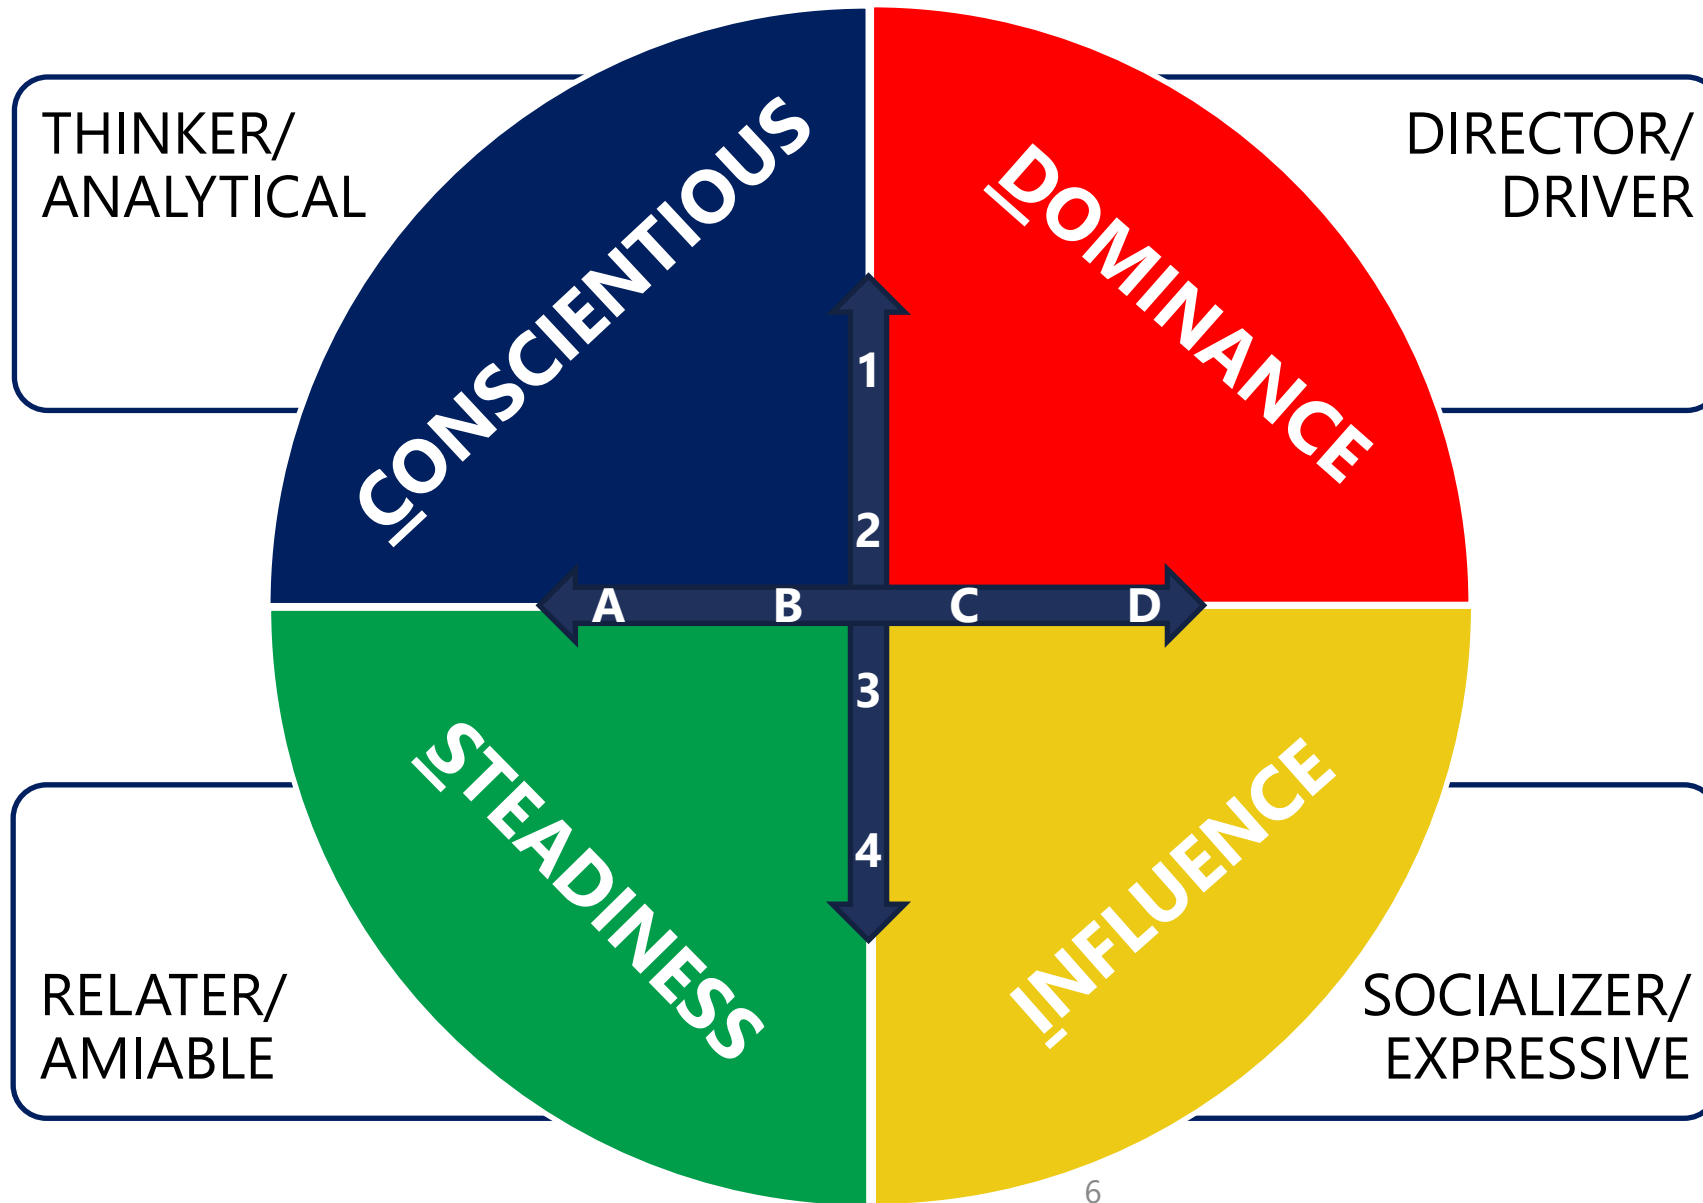 THINKER/
ANALYTICAL
DIRECTOR/
DRIVER
CONSCIENTIOUS
DOMINANCE
1
2
A B C D
3
4
STEADINESS
INFLUENCE
RELATER/
AMIABLE
SOCIALIZER/
EXPRESSIVE
6